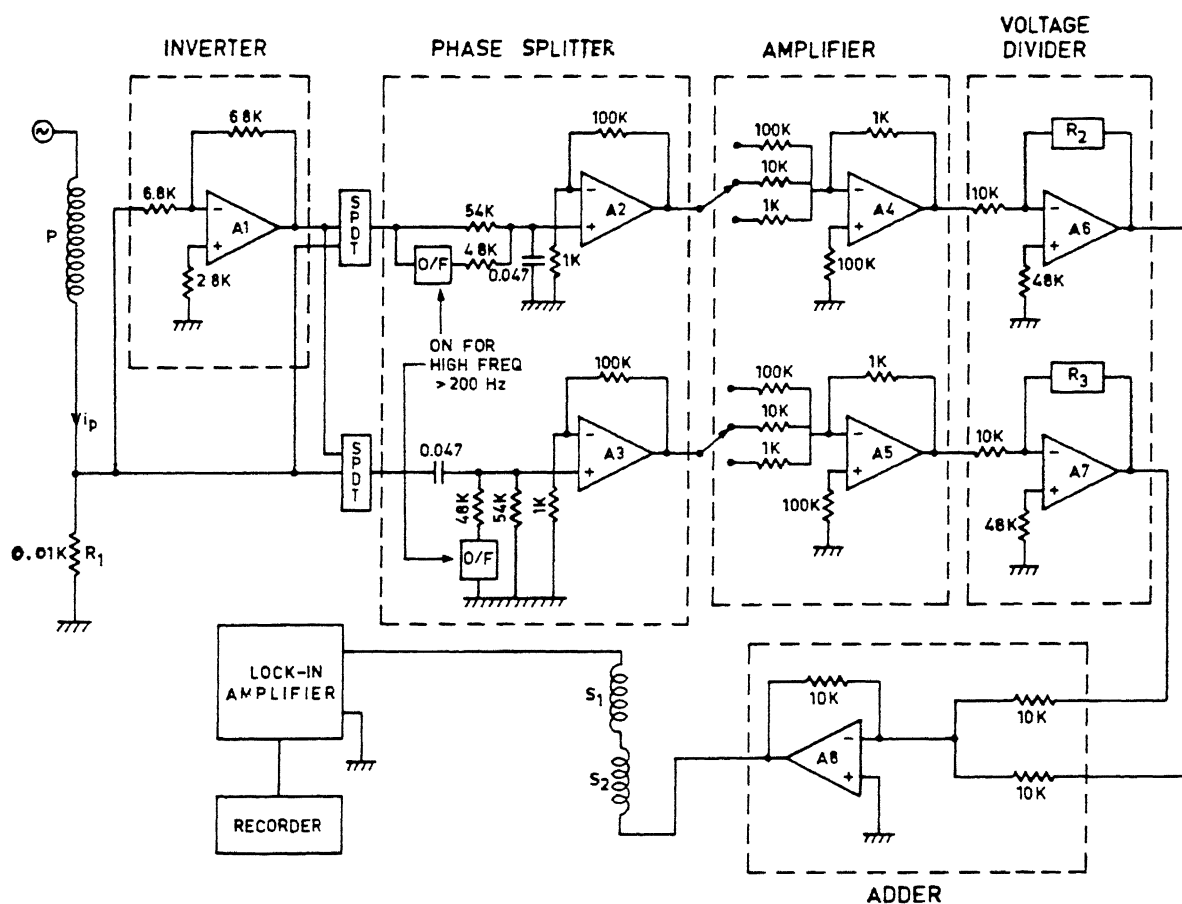 INVERTER
PHASE SPLITTER
AMPLIFIER
VOLTAGE
DIVIDER
6.8K
6.8K
A1
2.8K
P
ip
0.01K
R1
SPDT
SPDT
54K
48K
O/F
0.047
100K
A2
1K
ON FOR
HIGH FREQ
>200 Hz
0.047
48K
54K
1K
O/F
100K
A3
100K
10K
1K
1K
A4
100K
100K
10K
1K
1K
A5
100K
10K
R2
A6
48K
10K
R3
A7
48K
LOCK-IN
AMPLIFIER
RECORDER
S1
S2
10K
A8
10K
10K
ADDER